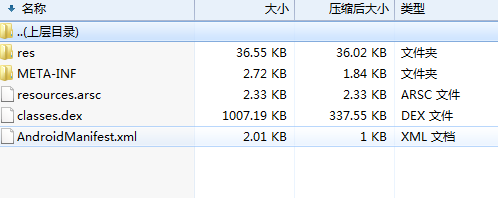 名称 大小 压缩后大小 类型
..(上层目录)
res 36.55 KB 36.02 KB 文件夹
META-INF 2.72 KB 1.84 KB 文件夹
resources.arsc 2.33 KB 2.33 KB ARSC 文件
classes.dex 1007.19 KB 337.55 KB DEX 文件
AndroidManifest.xml 2.01 KB 1 KB XML 文档